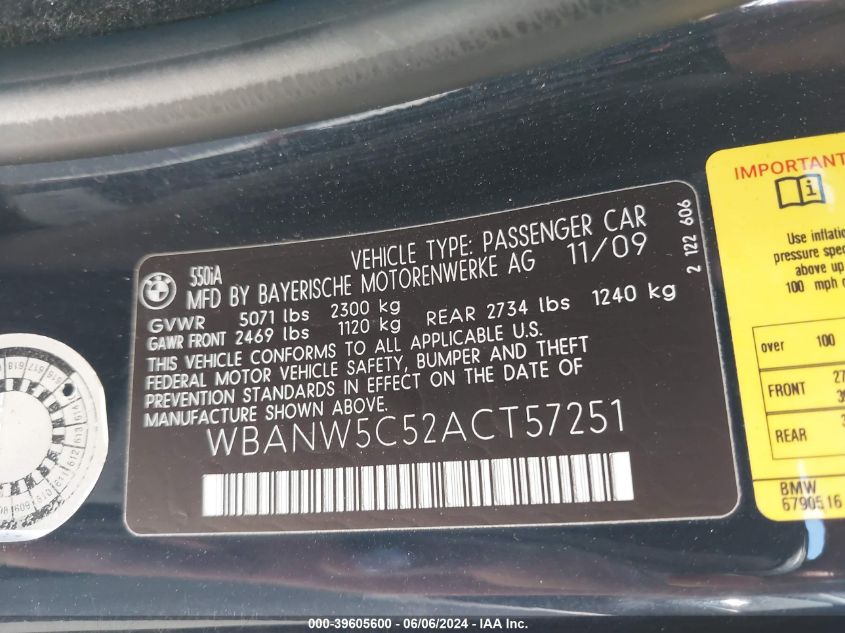 550iA
VEHICLE TYPE: PASSENGER CAR
MFD BY BAYERISCHE MOTORENWERKE AG 11/09
GVWR 5071 lbs 2300 kg
GAWR FRONT 2469 lbs 1120 kg REAR 2734 lbs 1240 kg
THIS VEHICLE CONFORMS TO ALL APPLICABLE U.S.
FEDERAL MOTOR VEHICLE SAFETY, BUMPER AND THEFT
PREVENTION STANDARDS IN EFFECT ON THE DATE OF
MANUFACTURE SHOWN ABOVE.
WBANW5C52ACT57251
2 122 606
IMPORTANT
Use inflatio
pressure spec
above up
100 mph
over 100
FRONT 27
REAR 3
BMW
6790516
000-39605600 - 06/06/2024 - IAA Inc.